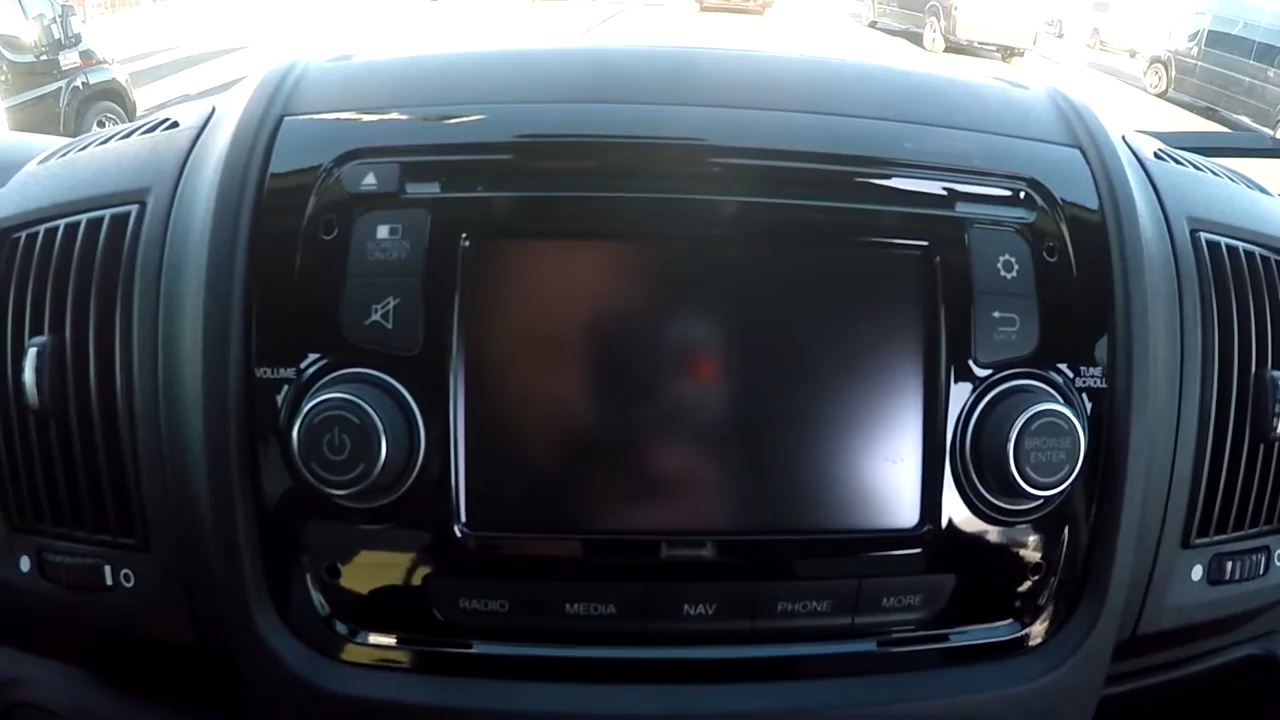 SCREEN
ON/OFF
BACK
VOLUME
TUNE
SCROLL
BROWSE
ENTER
RADIO
MEDIA
NAV
PHONE
MORE